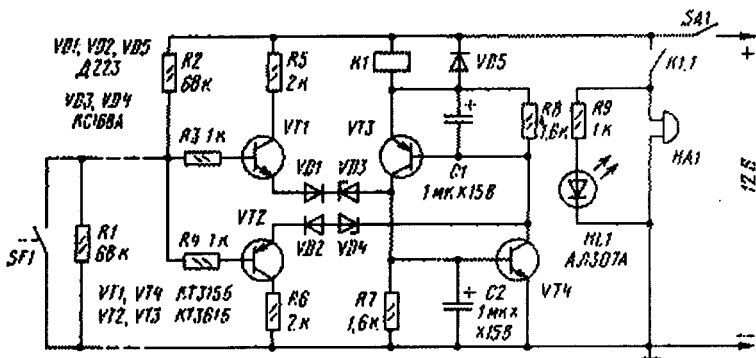 VD1, VD2, VD5
Д223
VD3, VD4
КС168А
R2
68к
R5
2к
K1
VD5
SA1
+
K1.1
R3 1к
VT1
VT3
+
R8
1,6к
R9
1к
HA1
VD1
VD3
C1
1мк×15В
12В
SF1
R1
68к
R4 1к
VT2
VD2
VD4
HL1
АЛ307А
VT4
VT1, VT4 КТ315Б
VT2, VT3 КТ361Б
R6
2к
R7
1,6к
+
C2
1мк×
×15В